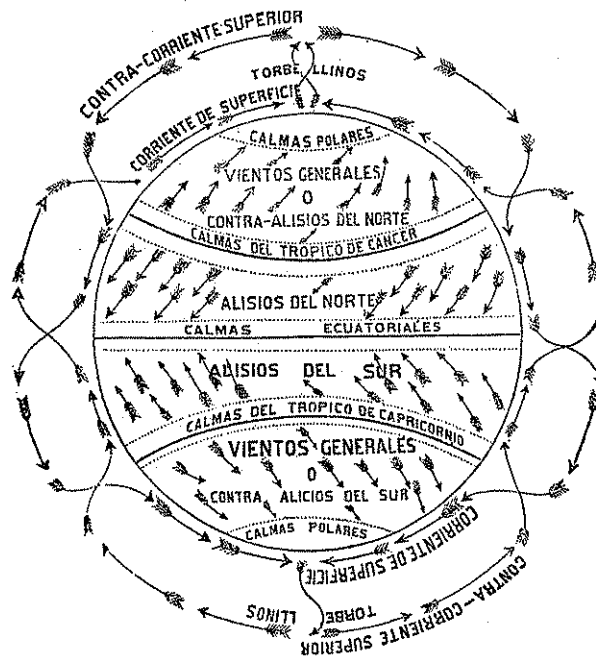 CONTRA-CORRIENTE SUPERIOR
TORBELLINOS
CORRIENTE DE SUPERFICIE
CALMAS POLARES
VIENTOS GENERALES
O
CONTRA-ALISIOS DEL NORTE
CALMAS DEL TROPICO DE CANCER
ALISIOS DEL NORTE
CALMAS ECUATORIALES
ALISIOS DEL SUR
CALMAS DEL TROPICO DE CAPRICORNIO
VIENTOS GENERALES
O
CONTRA ALICIOS DEL SUR
CALMAS POLARES
CORRIENTE DE SUPERFICIE
TORBELLINOS
CONTRA-CORRIENTE SUPERIOR